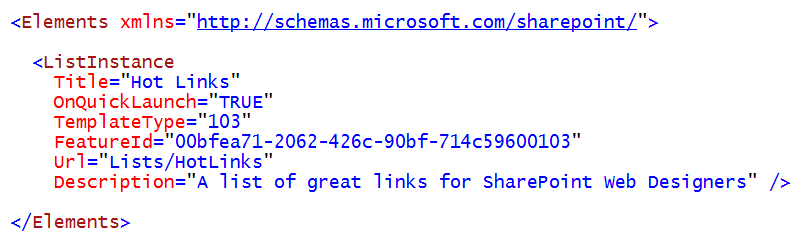 <Elements xmlns="http://schemas.microsoft.com/sharepoint/">
<ListInstance
Title="Hot Links"
OnQuickLaunch="TRUE"
TemplateType="103"
FeatureId="00bfea71-2062-426c-90bf-714c59600103"
Url="Lists/HotLinks"
Description="A list of great links for SharePoint Web Designers" />
</Elements>